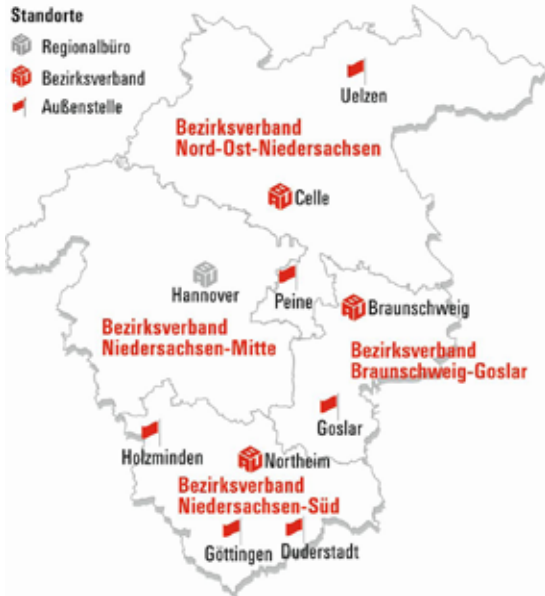 Standorte
Regionalbüro
Bezirksverband
Außenstelle
Uelzen
Bezirksverband
Nord-Ost-Niedersachsen
Celle
Hannover
Peine
Braunschweig
Bezirksverband
Niedersachsen-Mitte
Bezirksverband
Braunschweig-Goslar
Goslar
Holzminden
Northeim
Bezirksverband
Niedersachsen-Süd
Göttingen
Duderstadt